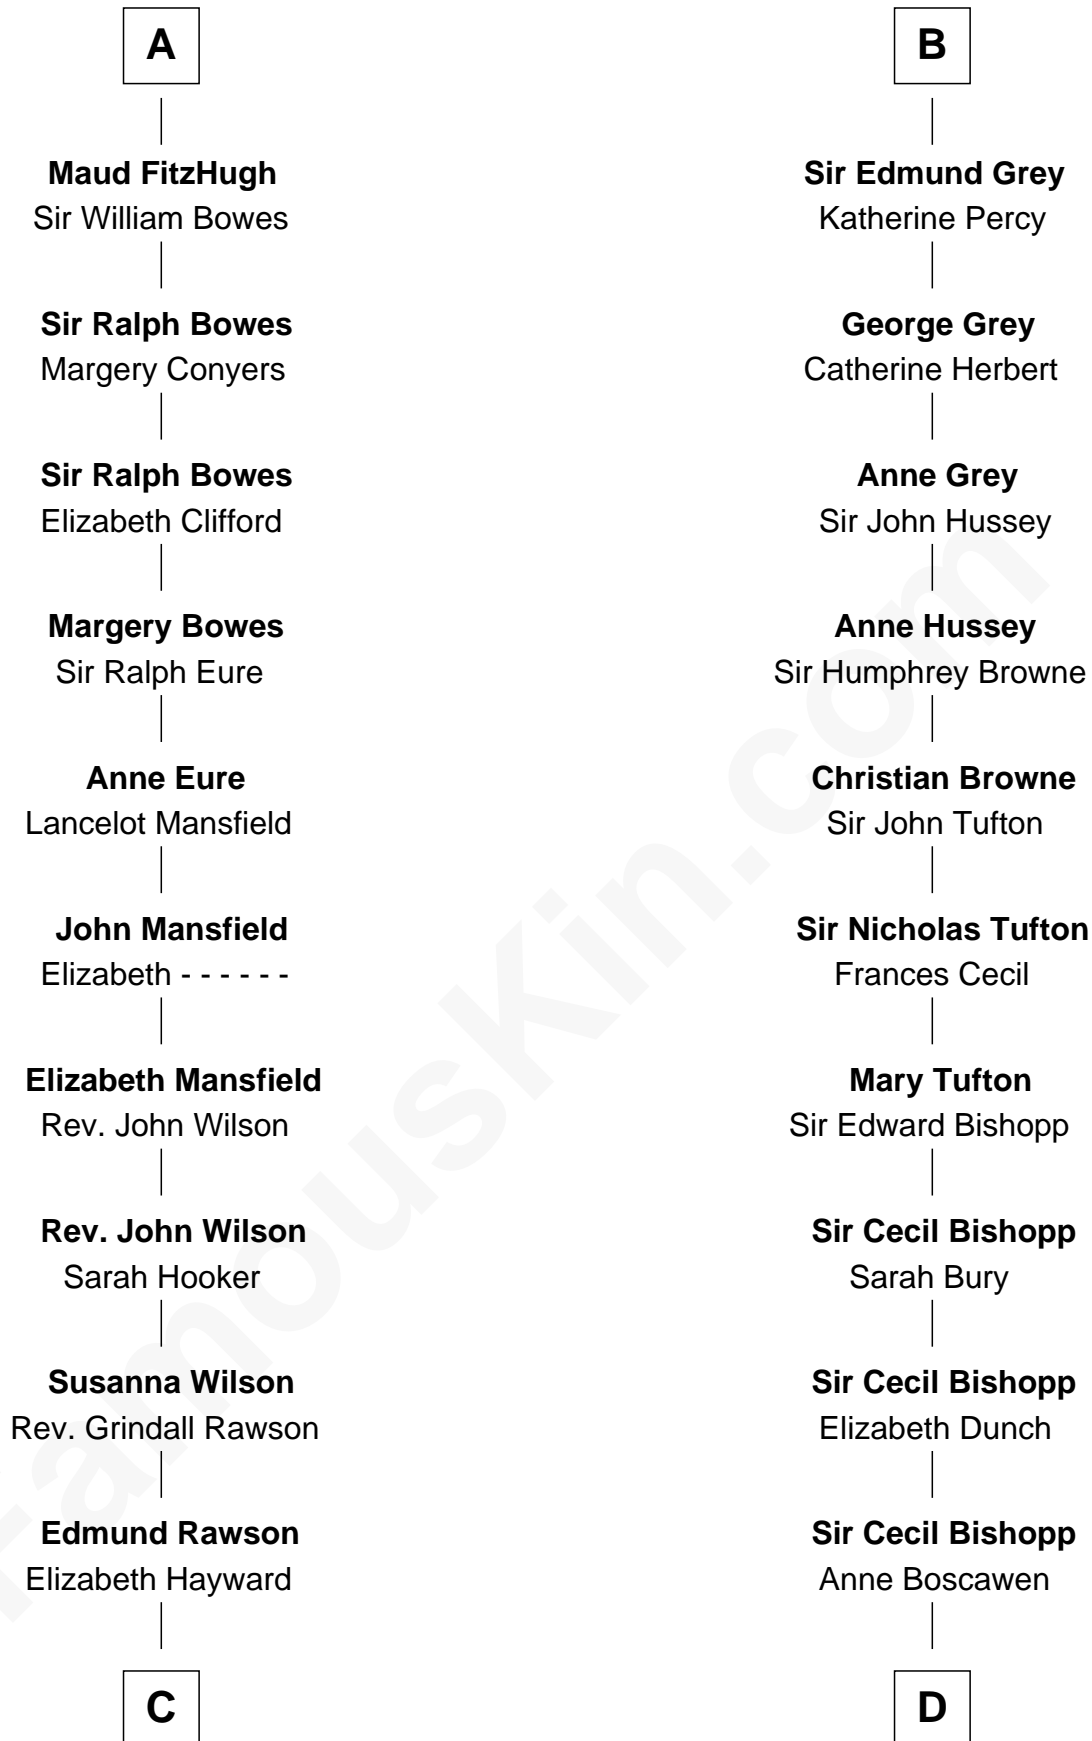 A
Maud FitzHugh
Sir William Bowes
Sir Ralph Bowes
Margery Conyers
Sir Ralph Bowes
Elizabeth Clifford
Margery Bowes
Sir Ralph Eure
Anne Eure
Lancelot Mansfield
John Mansfield
Elizabeth - - - - - -
Elizabeth Mansfield
Rev. John Wilson
Rev. John Wilson
Sarah Hooker
Susanna Wilson
Rev. Grindall Rawson
Edmund Rawson
Elizabeth Hayward
C
B
Sir Edmund Grey
Katherine Percy
George Grey
Catherine Herbert
Anne Grey
Sir John Hussey
Anne Hussey
Sir Humphrey Browne
Christian Browne
Sir John Tufton
Sir Nicholas Tufton
Frances Cecil
Mary Tufton
Sir Edward Bishopp
Sir Cecil Bishopp
Sarah Bury
Sir Cecil Bishopp
Elizabeth Dunch
Sir Cecil Bishopp
Anne Boscawen
D
FamousKin.com